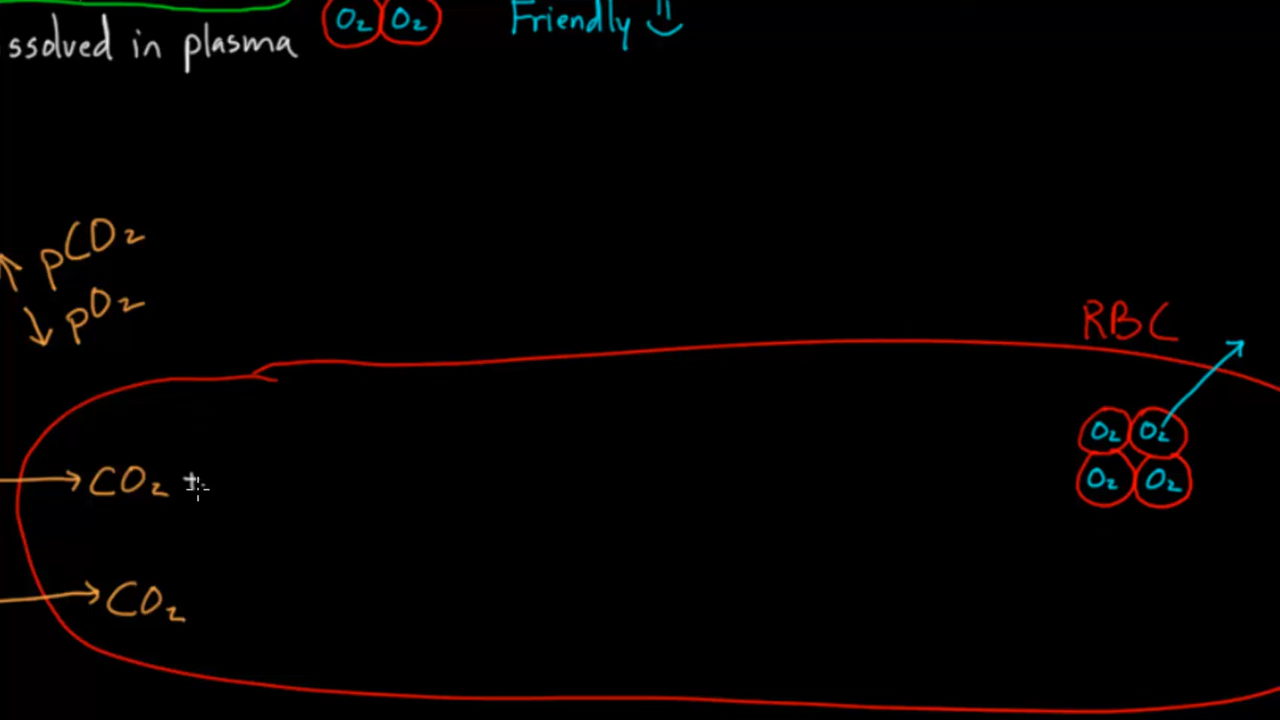 O₂ O₂ Friendly
ssolved in plasma
↑ pCO₂
↓ pO₂
RBC
O₂ O₂
→ CO₂ +
O₂ O₂
→ CO₂